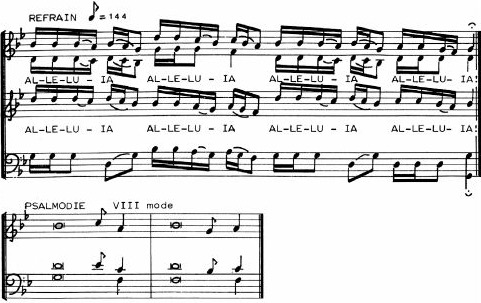 REFRAIN ♪=144
AL-LE-LU - IA AL-LE-LU-IA AL-LE-LU - IA AL-LE-LU-IA!
AL-LE-LU - IA AL-LE-LU-IA AL-LE-LU - IA AL-LE-LU-IA!
PSALMODIE VIII mode